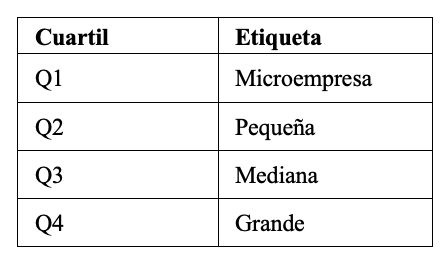 Cuartil Etiqueta
Q1 Microempresa
Q2 Pequeña
Q3 Mediana
Q4 Grande